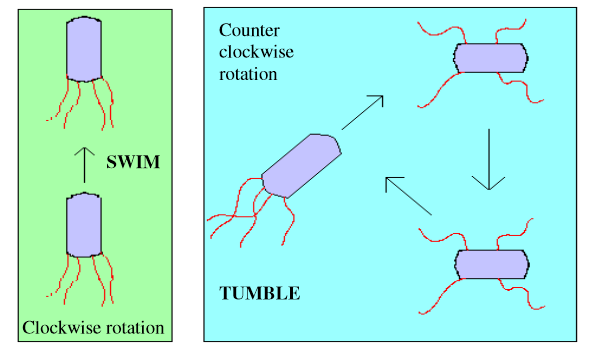 SWIM
Clockwise rotation
Counter
clockwise
rotation
TUMBLE